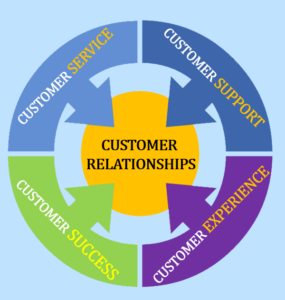 CUSTOMER SERVICE
CUSTOMER SUPPORT
CUSTOMER
RELATIONSHIPS
CUSTOMER SUCCESS
CUSTOMER EXPERIENCE